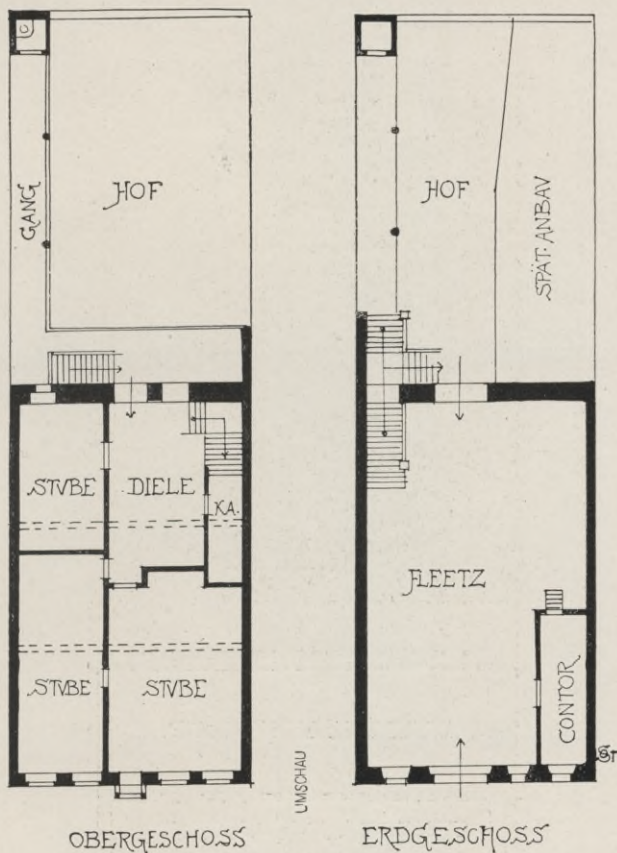 GANG
HOF
STVBE
DIELE
KA.
STVBE
STVBE
OBERGESCHOSS
UMSCHAU
HOF
SPÄT. ANBAV
FLEETZ
CONTOR
ERDGESCHOSS